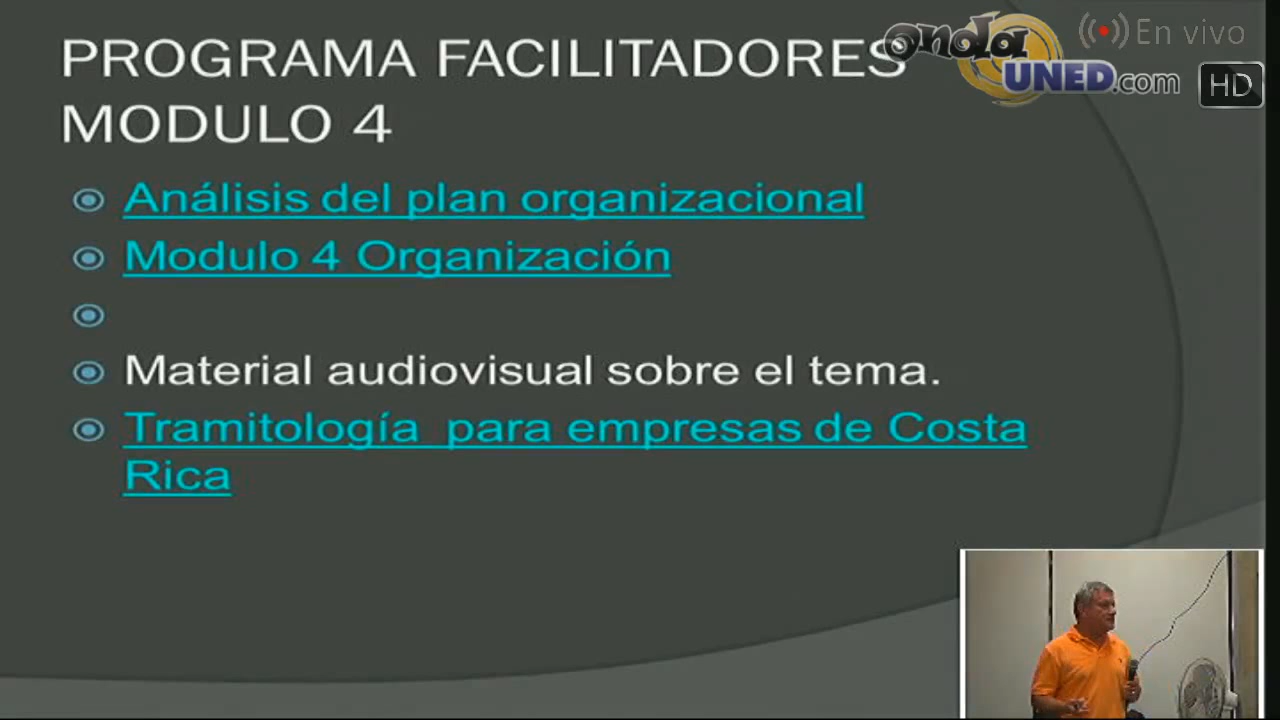 PROGRAMA FACILITADORES
MODULO 4
onda
UNED.com
En vivo
HD
Análisis del plan organizacional
Modulo 4 Organización
Material audiovisual sobre el tema.
Tramitología para empresas de Costa
Rica